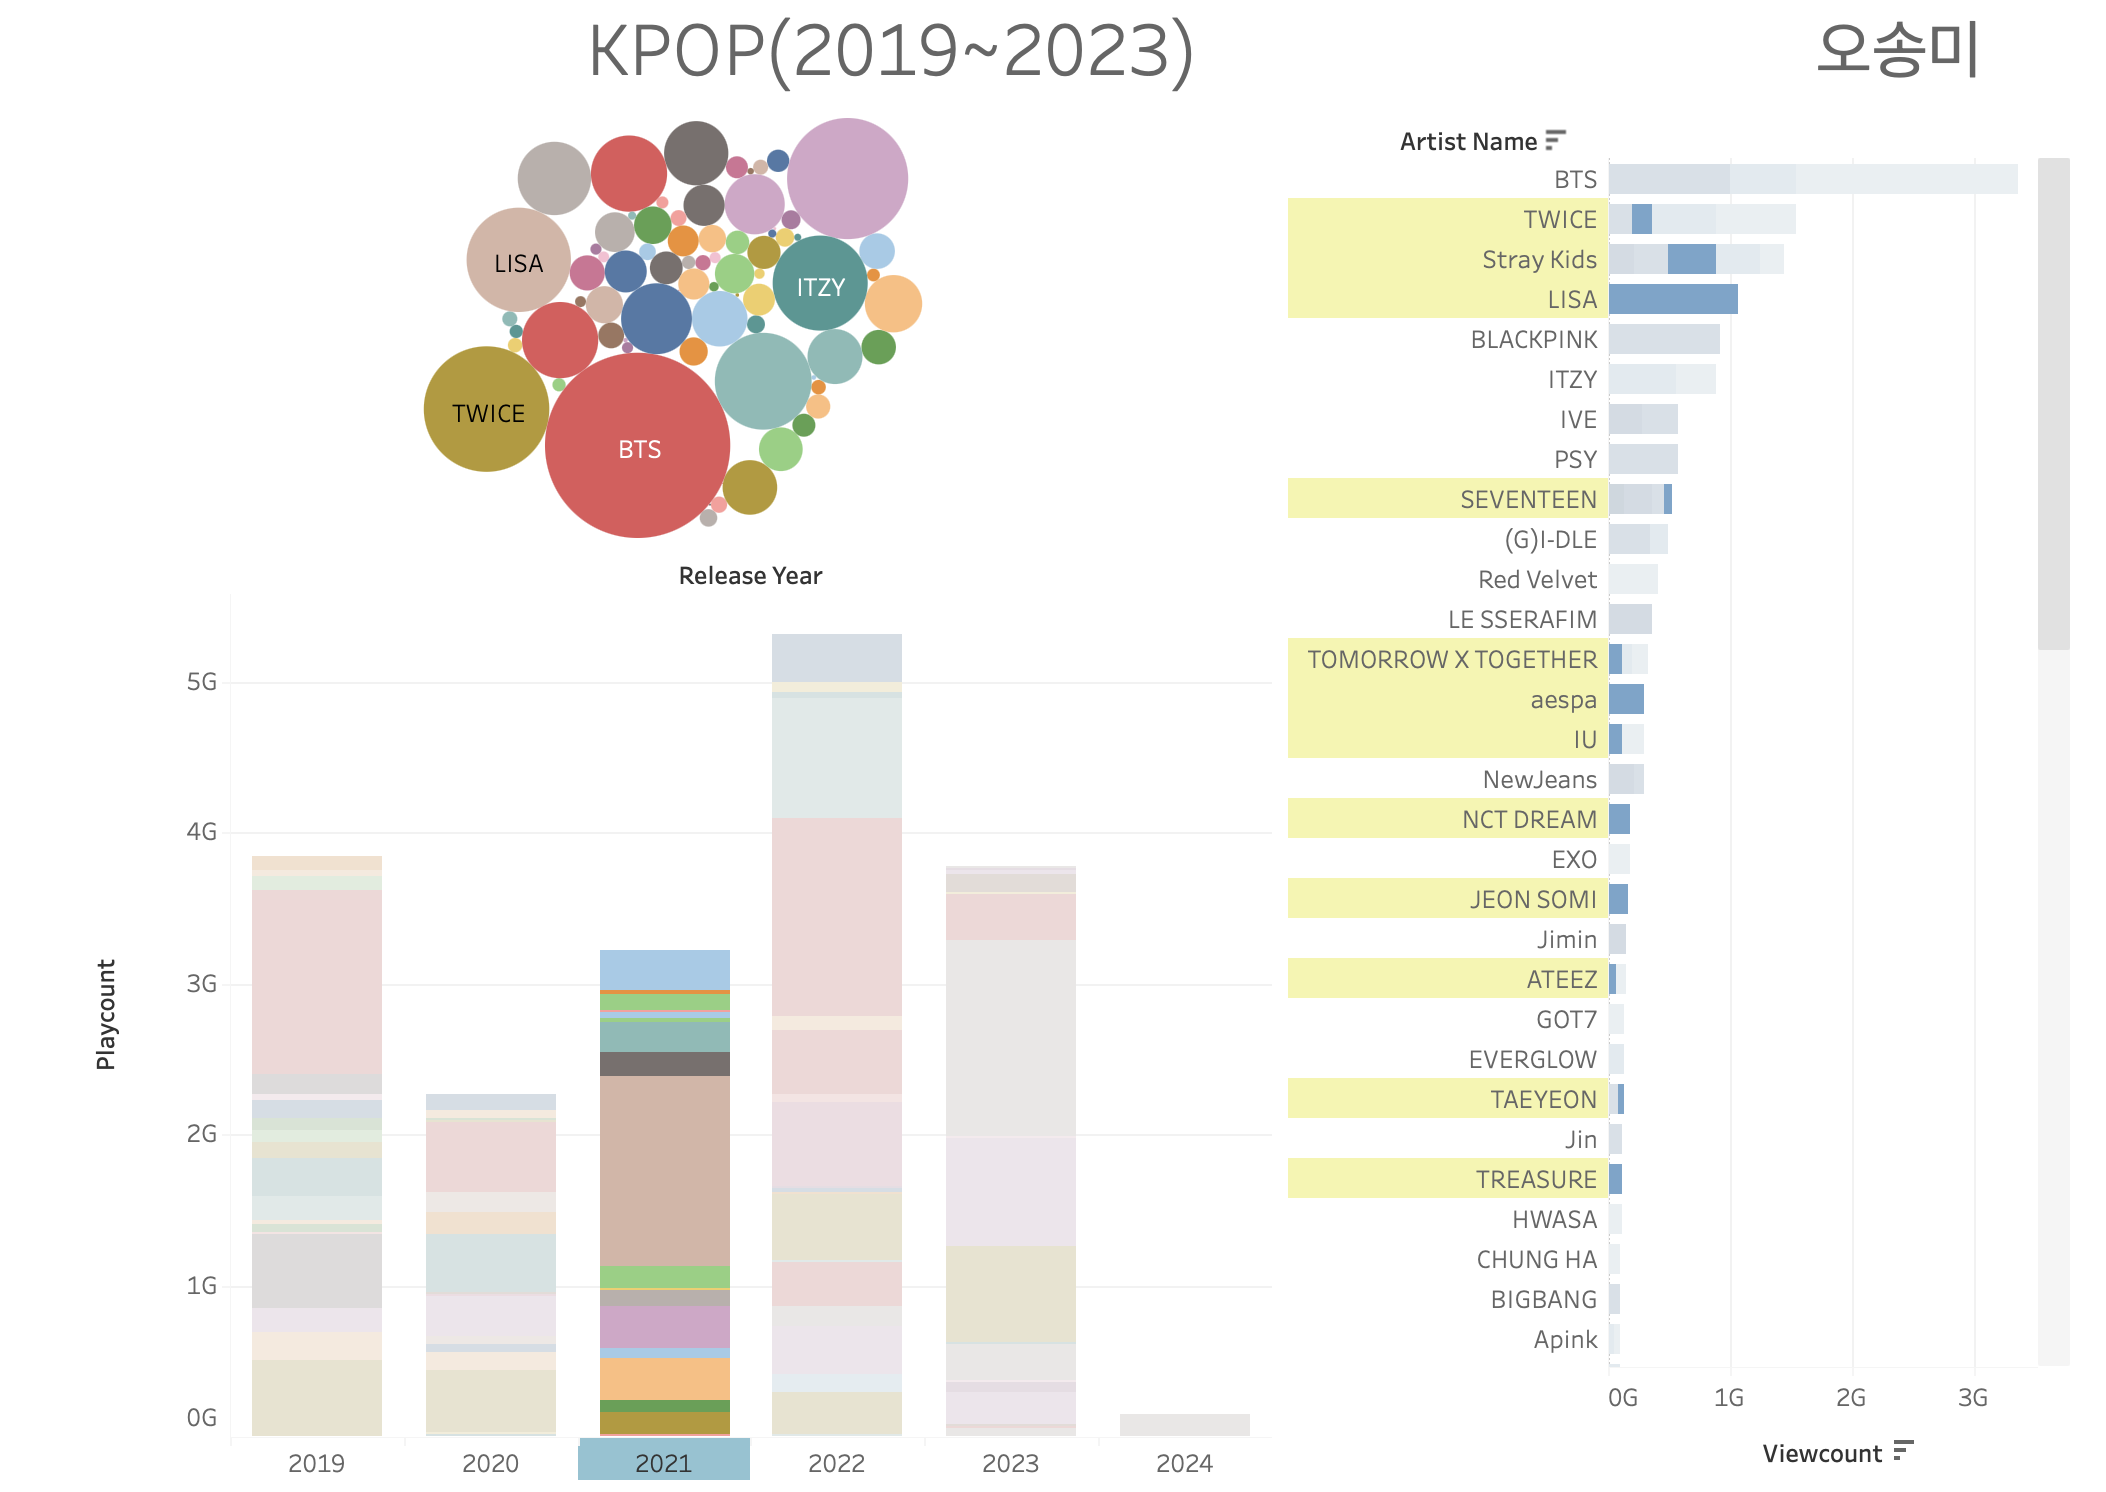 KPOP(2019~2023)
오송미
LISA
ITZY
TWICE
BTS
Release Year
5G
4G
3G
2G
1G
0G
Playcount
2019
2020
2021
2022
2023
2024
Artist Name
BTS
TWICE
Stray Kids
LISA
BLACKPINK
ITZY
IVE
PSY
SEVENTEEN
(G)I-DLE
Red Velvet
LE SSERAFIM
TOMORROW X TOGETHER
aespa
IU
NewJeans
NCT DREAM
EXO
JEON SOMI
Jimin
ATEEZ
GOT7
EVERGLOW
TAEYEON
Jin
TREASURE
HWASA
CHUNG HA
BIGBANG
Apink
0G 1G 2G 3G
Viewcount